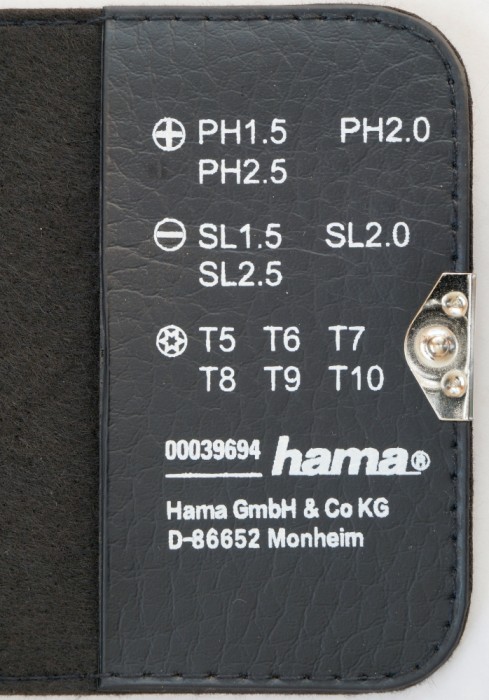 PH1.5 PH2.0
PH2.5
SL1.5 SL2.0
SL2.5
T5 T6 T7
T8 T9 T10
00039694 hama®
Hama GmbH & Co KG
D-86652 Monheim